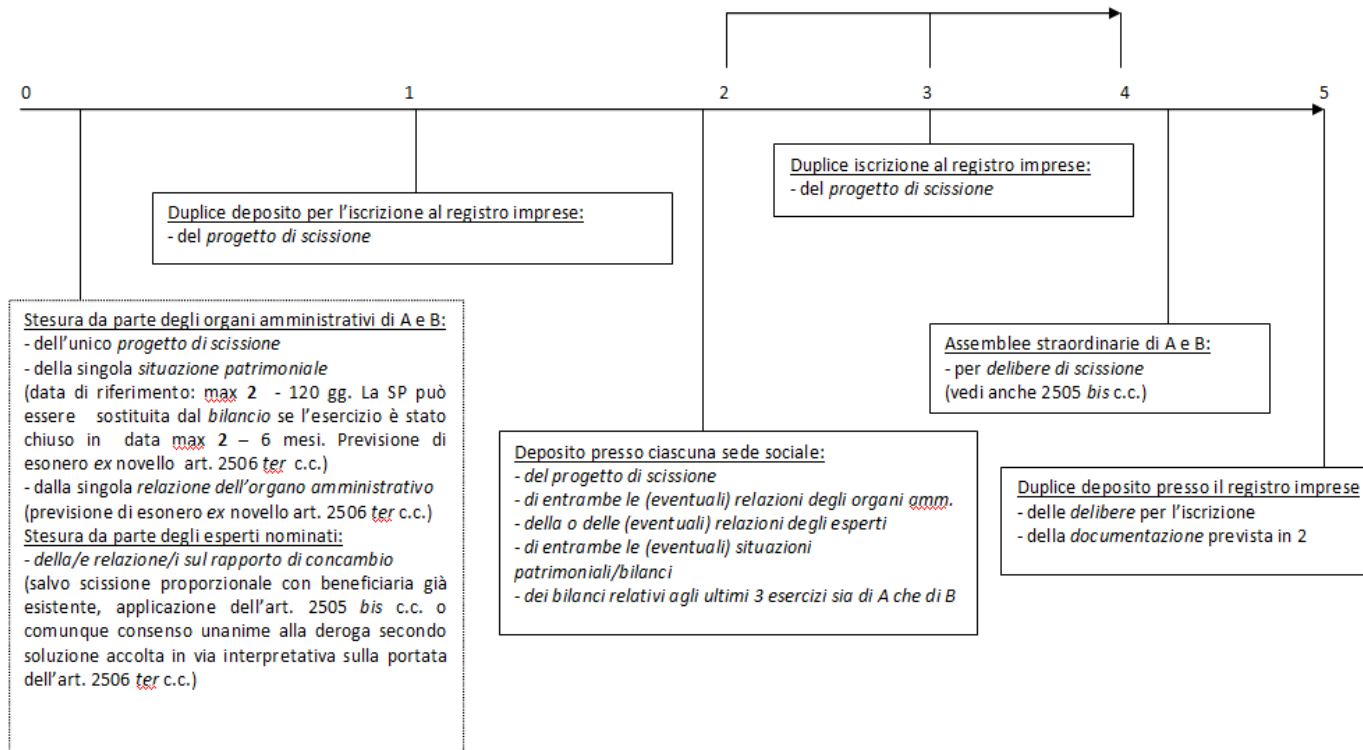 0
1
2
3
4
5
Duplice iscrizione al registro imprese:
- del progetto di scissione
Duplice deposito per l'iscrizione al registro imprese:
- del progetto di scissione
Stesura da parte degli organi amministrativi di A e B:
- dell'unico progetto di scissione
- della singola situazione patrimoniale
(data di riferimento: max 2 - 120 gg. La SP può
essere sostituita dal bilancio se l'esercizio è stato
chiuso in data max 2 – 6 mesi. Previsione di
esonero ex novello art. 2506 ter c.c.)
- dalla singola relazione dell'organo amministrativo
(previsione di esonero ex novello art. 2506 ter c.c.)
Stesura da parte degli esperti nominati:
- della/e relazione/i sul rapporto di concambio
(salvo scissione proporzionale con beneficiaria già
esistente, applicazione dell'art. 2505 bis c.c. o
comunque consenso unanime alla deroga secondo
soluzione accolta in via interpretativa sulla portata
dell'art. 2506 ter c.c.)
Assemblee straordinarie di A e B:
- per delibere di scissione
(vedi anche 2505 bis c.c.)
Deposito presso ciascuna sede sociale:
- del progetto di scissione
- di entrambe le (eventuali) relazioni degli organi amm.
- della o delle (eventuali) relazioni degli esperti
- di entrambe le (eventuali) situazioni
patrimoniali/bilanci
- dei bilanci relativi agli ultimi 3 esercizi sia di A che di B
Duplice deposito presso il registro imprese
- delle delibere per l'iscrizione
- della documentazione prevista in 2